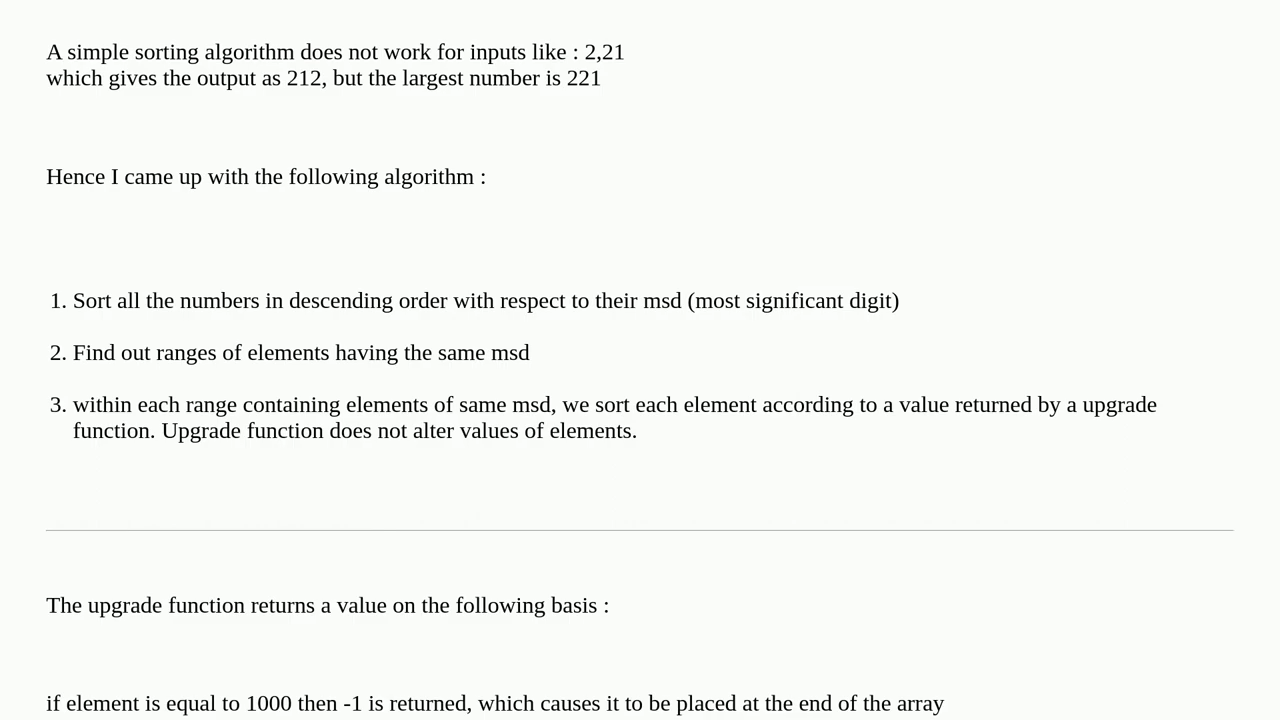 A simple sorting algorithm does not work for inputs like : 2,21
which gives the output as 212, but the largest number is 221
Hence I came up with the following algorithm :
1. Sort all the numbers in descending order with respect to their msd (most significant digit)
2. Find out ranges of elements having the same msd
3. within each range containing elements of same msd, we sort each element according to a value returned by a upgrade
function. Upgrade function does not alter values of elements.
The upgrade function returns a value on the following basis :
if element is equal to 1000 then -1 is returned, which causes it to be placed at the end of the array